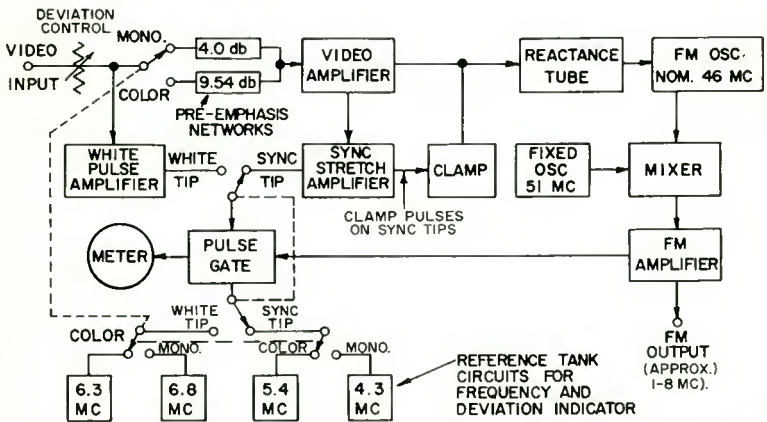 DEVIATION
CONTROL
VIDEO
INPUT
MONO.
COLOR
4.0 db
9.54 db
PRE-EMPHASIS
NETWORKS
VIDEO
AMPLIFIER
REACTANCE
TUBE
FM OSC.
NOM. 46 MC
WHITE
PULSE
AMPLIFIER
WHITE
TIP
SYNC
TIP
SYNC
STRETCH
AMPLIFIER
CLAMP
CLAMP PULSES
ON SYNC TIPS
FIXED
OSC
51 MC
MIXER
METER
PULSE
GATE
FM
AMPLIFIER
WHITE
TIP
SYNC
TIP
COLOR
MONO.
COLOR
MONO.
6.3
MC
6.8
MC
5.4
MC
4.3
MC
REFERENCE TANK
CIRCUITS FOR
FREQUENCY AND
DEVIATION INDICATOR
FM
OUTPUT
(APPROX.
1-8 MC).